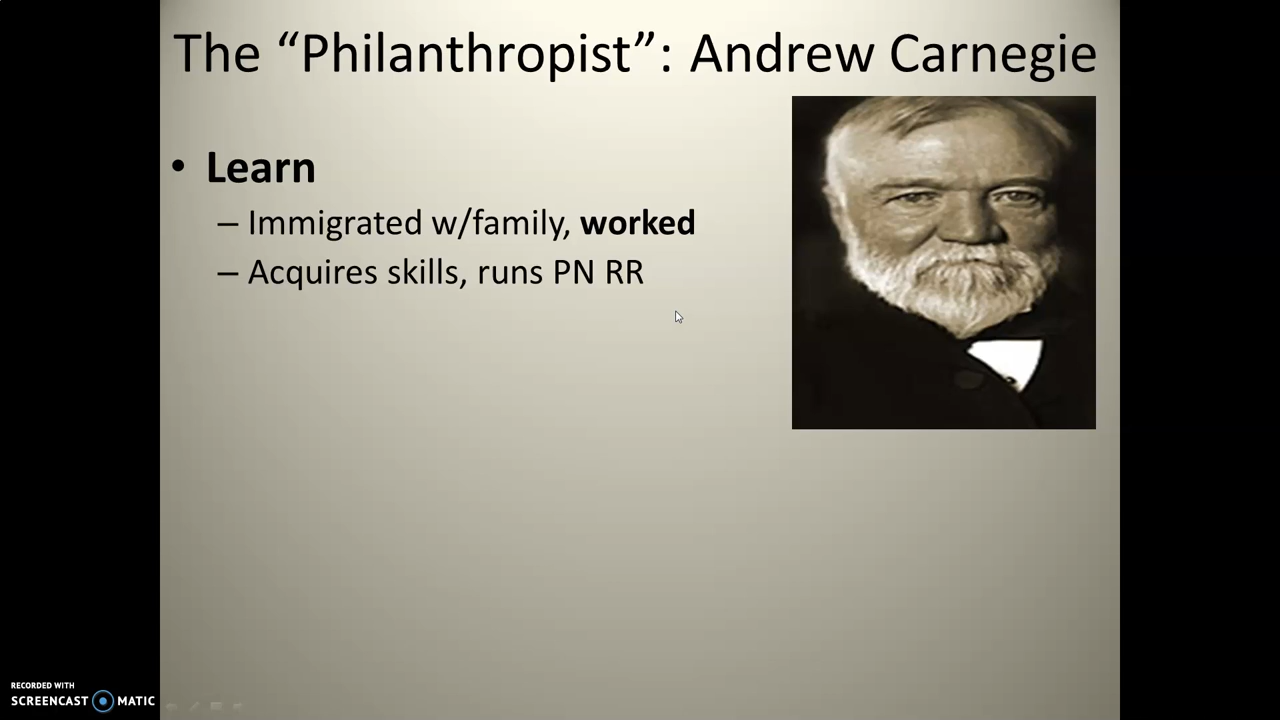 The “Philanthropist”: Andrew Carnegie
• Learn
– Immigrated w/family, worked
– Acquires skills, runs PN RR
RECORDED WITH
SCREENCAST MATIC